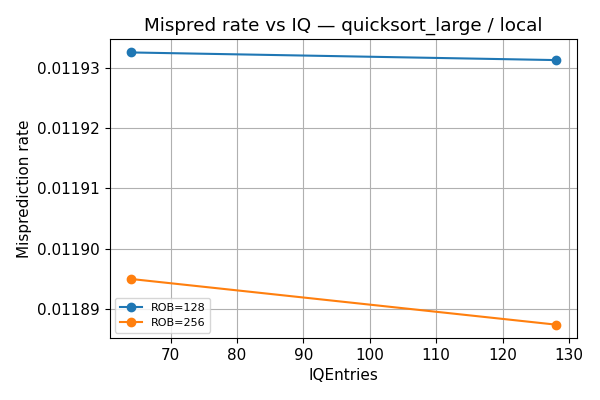 Mispred rate vs IQ — quicksort_large / local
Misprediction rate
0.01193
0.01192
0.01191
0.01190
0.01189
ROB=128
ROB=256
70 80 90 100 110 120 130
IQEntries